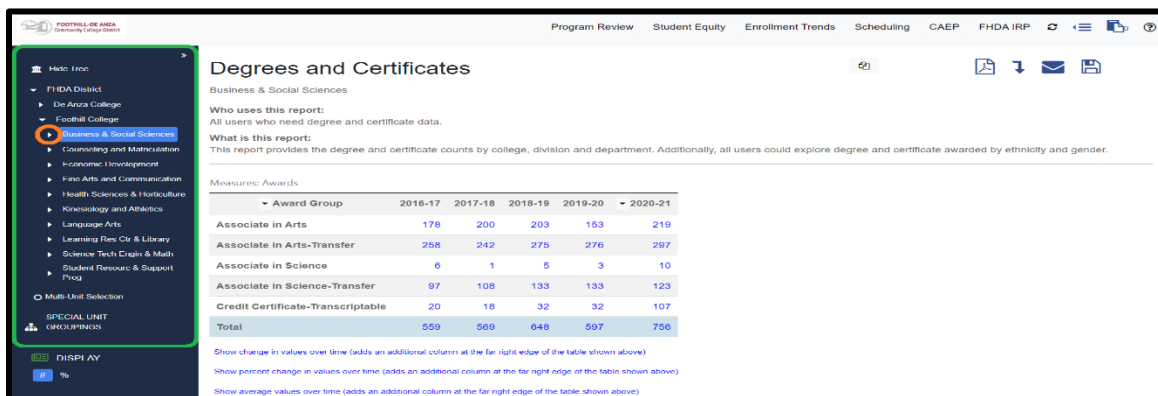 FOOTHILL-DE ANZA
Community College District
Program Review Student Equity Enrollment Trends Scheduling CAEP FHDA IRP
Hide Tree
FHDA District
De Anza College
Foothill College
Business & Social Sciences
Counseling and Matriculation
Economic Development
Fine Arts and Communication
Health Sciences & Horticulture
Kinesiology and Athletics
Language Arts
Learning Res Ctr & Library
Science Tech Engin & Math
Student Resourc & Support
Prog
Multi-Unit Selection
SPECIAL UNIT
GROUPINGS
DISPLAY
# %
Degrees and Certificates
Business & Social Sciences
Who uses this report:
All users who need degree and certificate data.
What is this report:
This report provides the degree and certificate counts by college, division and department. Additionally, all users could explore degree and certificate awarded by ethnicity and gender.
Measures: Awards
Award Group 2016-17 2017-18 2018-19 2019-20 2020-21
Associate in Arts 178 200 203 153 219
Associate in Arts-Transfer 258 242 275 276 297
Associate in Science 6 1 5 3 10
Associate in Science-Transfer 97 108 133 133 123
Credit Certificate-Transcriptable 20 18 32 32 107
Total 559 569 648 597 756
Show change in values over time (adds an additional column at the far right edge of the table shown above)
Show percent change in values over time (adds an additional column at the far right edge of the table shown above)
Show average values over time (adds an additional column at the far right edge of the table shown above)